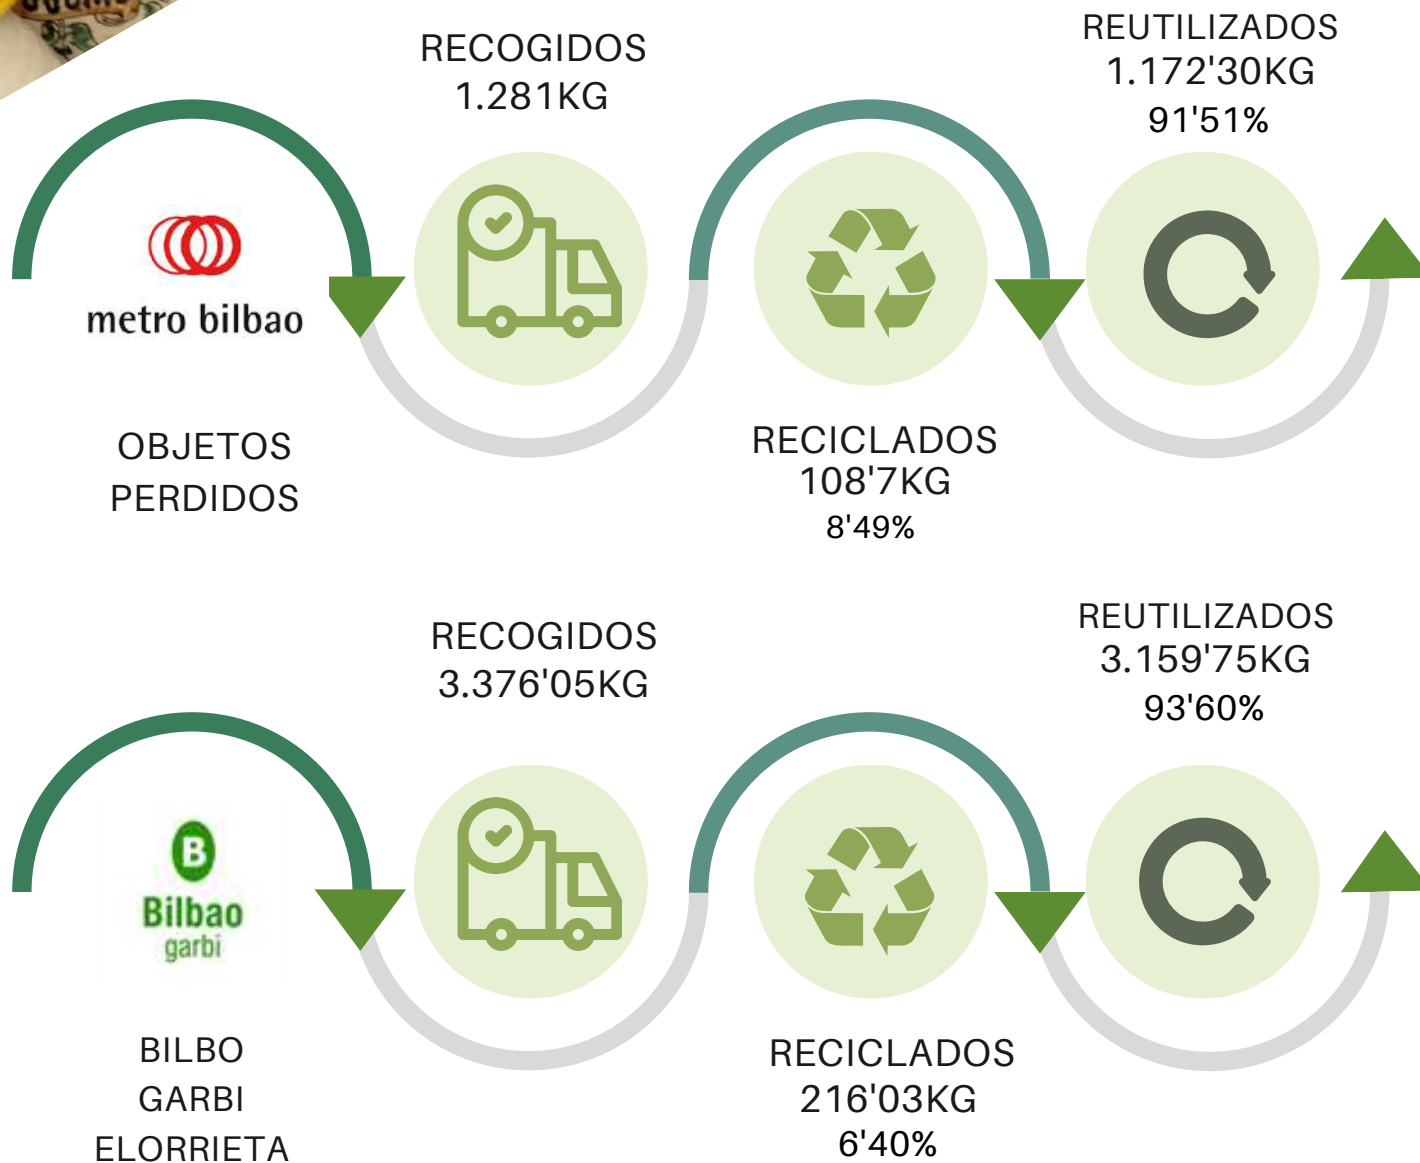 RECOGIDOS
1.281KG
REUTILIZADOS
1.172'30KG
91'51%
metro bilbao
OBJETOS
PERDIDOS
RECICLADOS
108'7KG
8'49%
RECOGIDOS
3.376'05KG
REUTILIZADOS
3.159'75KG
93'60%
B
Bilbao
garbi
BILBO
GARBI
ELORRIETA
RECICLADOS
216'03KG
6'40%